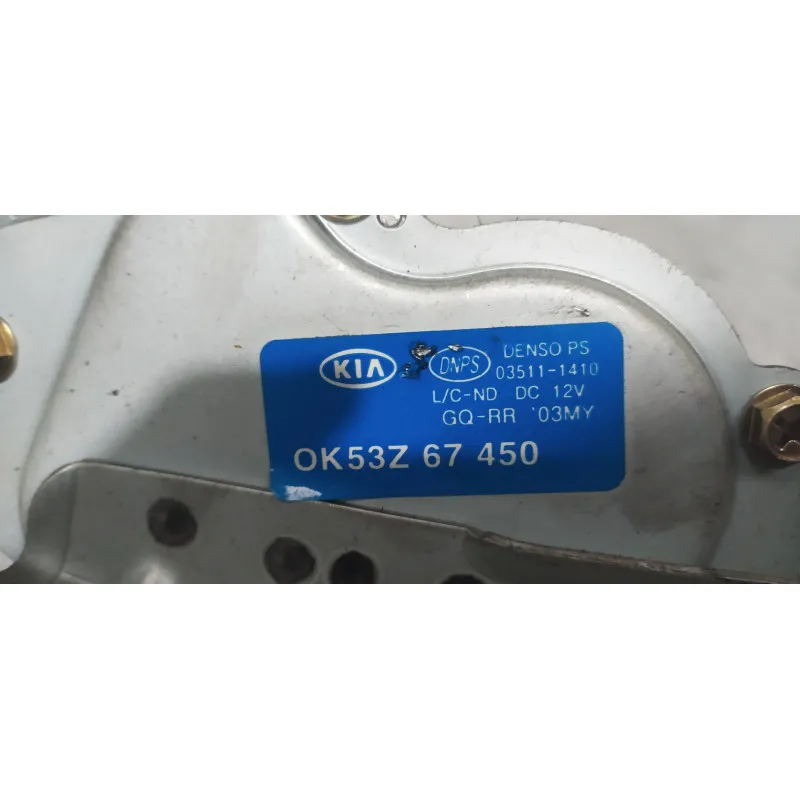 KIA DNPS DENSO PS
03511-1410
L/C-ND DC 12V
GQ-RR '03MY
OK53Z 67 450